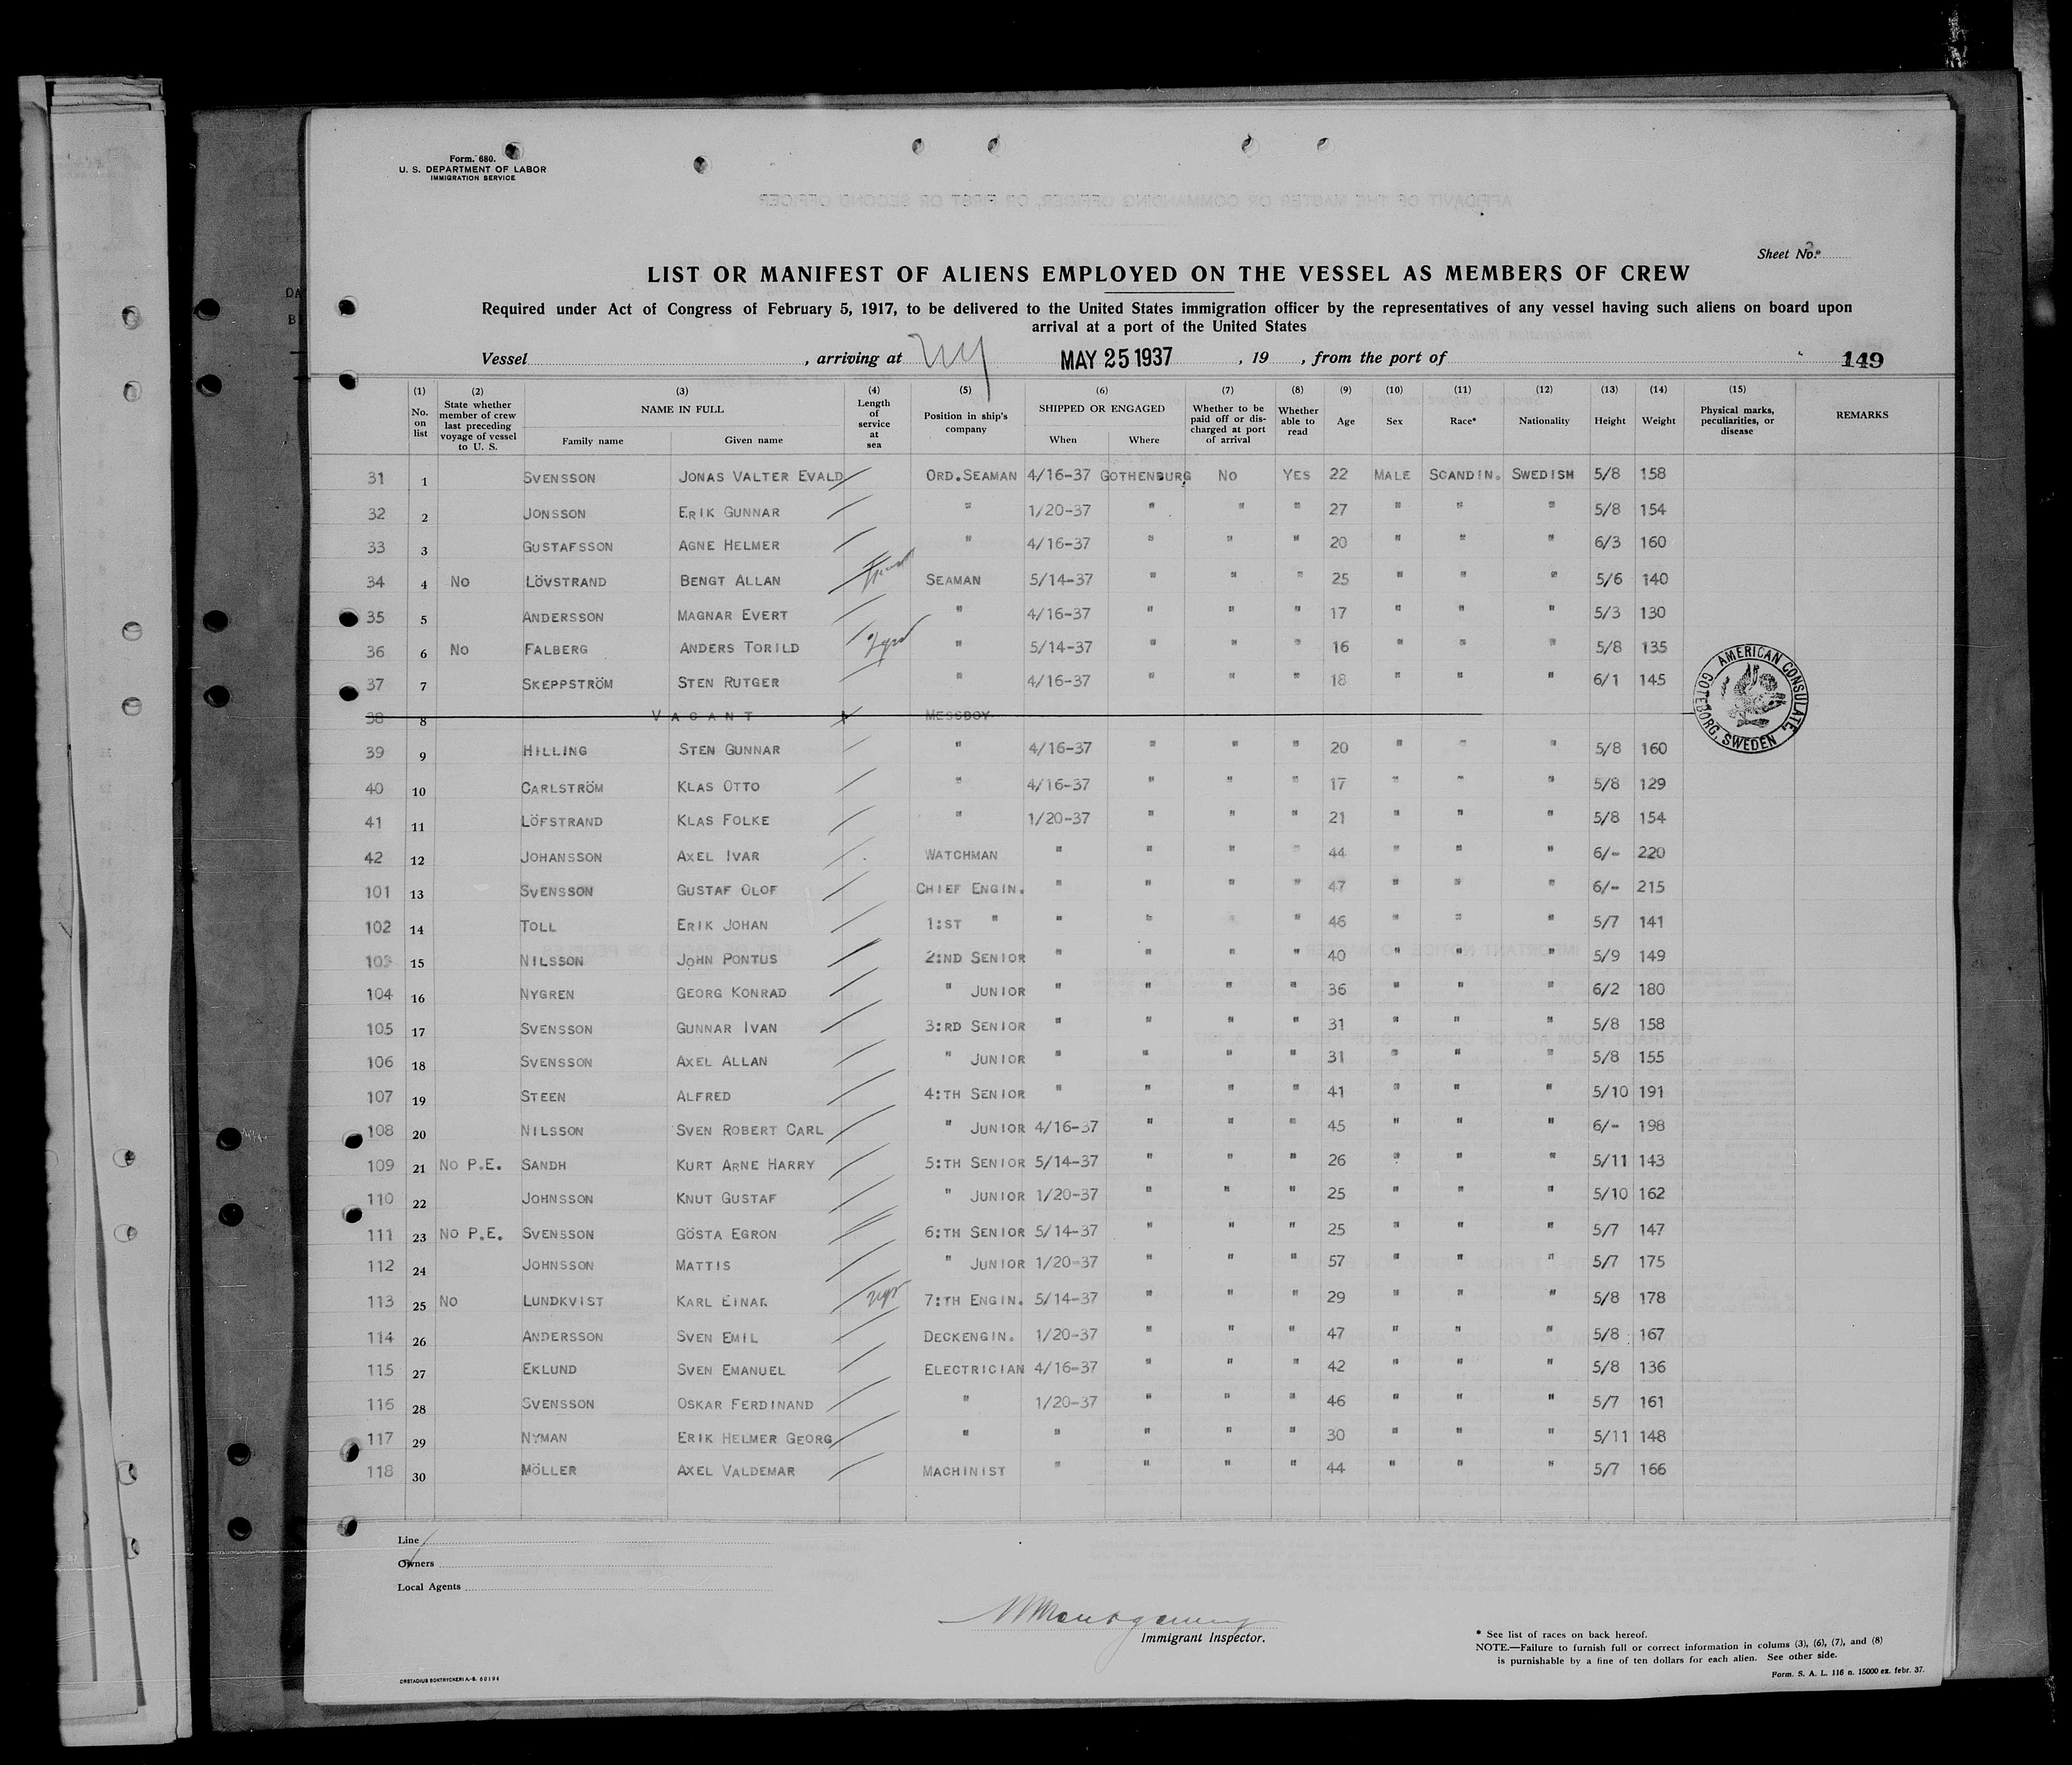 Form. 680.
U. S. DEPARTMENT OF LABOR
IMMIGRATION SERVICE
Sheet No. 2
LIST OR MANIFEST OF ALIENS EMPLOYED ON THE VESSEL AS MEMBERS OF CREW
Required under Act of Congress of February 5, 1917, to be delivered to the United States immigration officer by the representatives of any vessel having such aliens on board upon
arrival at a port of the United States
Vessel , arriving at NY MAY 25 1937 , 19 , from the port of 149
(1) No. on list (2) State whether member of crew last preceding voyage of vessel to U. S. (3) NAME IN FULL Family name Given name (4) Length of service at sea (5) Position in ship's company (6) SHIPPED OR ENGAGED When Where (7) Whether to be paid off or dis-charged at port of arrival (8) Whether able to read (9) Age (10) Sex (11) Race* (12) Nationality (13) Height (14) Weight (15) Physical marks, peculiarities, or disease REMARKS
31 1 SVENSSON JONAS VALTER EVALD ORD.SEAMAN 4/16-37 GOTHENBURG NO YES 22 MALE SCANDIN. SWEDISH 5/8 158
32 2 JONSSON ERIK GUNNAR " 1/20-37 " " " 27 " " " 5/8 154
33 3 GUSTAFSSON AGNE HELMER " 4/16-37 " " " 20 " " " 6/3 160
34 4 NO LÖVSTRAND BENGT ALLAN SEAMAN 5/14-37 " " " 25 " " " 5/6 140
35 5 ANDERSSON MAGNAR EVERT " 4/16-37 " " " 17 " " " 5/3 130
36 6 NO FALBERG ANDERS TORILD " 5/14-37 " " " 16 " " " 5/8 135
37 7 SKEPPSTRÖM STEN RUTGER " 4/16-37 " " " 18 " " " 6/1 145
38 8 VACANT MESSBOY
39 9 HILLING STEN GUNNAR " 4/16-37 " " " 20 " " " 5/8 160
40 10 CARLSTRÖM KLAS OTTO " 4/16-37 " " " 17 " " " 5/8 129
41 11 LÖFSTRAND KLAS FOLKE " 1/20-37 " " " 21 " " " 5/8 154
42 12 JOHANSSON AXEL IVAR WATCHMAN " " " " 44 " " " 6/- 220
101 13 SVENSSON GUSTAF OLOF CHIEF ENGIN. " " " " 47 " " " 6/- 215
102 14 TOLL ERIK JOHAN 1:ST " " " " " 46 " " " 5/7 141
103 15 NILSSON JOHN PONTUS 2:ND SENIOR " " " " 40 " " " 5/9 149
104 16 NYGREN GEORG KONRAD " JUNIOR " " " " 36 " " " 6/2 180
105 17 SVENSSON GUNNAR IVAN 3:RD SENIOR " " " " 31 " " " 5/8 158
106 18 SVENSSON AXEL ALLAN " JUNIOR " " " " 31 " " " 5/8 155
107 19 STEEN ALFRED 4:TH SENIOR " " " " 41 " " " 5/10 191
108 20 NILSSON SVEN ROBERT CARL " JUNIOR 4/16-37 " " " 45 " " " 6/- 198
109 21 NO P.E. SANDH KURT ARNE HARRY 5:TH SENIOR 5/14-37 " " " 26 " " " 5/11 143
110 22 JOHNSSON KNUT GUSTAF " JUNIOR 1/20-37 " " " 25 " " " 5/10 162
111 23 NO P.E. SVENSSON GÖSTA EGRON 6:TH SENIOR 5/14-37 " " " 25 " " " 5/7 147
112 24 JOHNSSON MATTIS " JUNIOR 1/20-37 " " " 57 " " " 5/7 175
113 25 NO LUNDKVIST KARL EINAR 7:TH ENGIN. 5/14-37 " " " 29 " " " 5/8 178
114 26 ANDERSSON SVEN EMIL DECKENGIN. 1/20-37 " " " 47 " " " 5/8 167
115 27 EKLUND SVEN EMANUEL ELECTRICIAN 4/16-37 " " " 42 " " " 5/8 136
116 28 SVENSSON OSKAR FERDINAND " 1/20-37 " " " 46 " " " 5/7 161
117 29 NYMAN ERIK HELMER GEORG " " " " " 30 " " " 5/11 148
118 30 MÖLLER AXEL VALDEMAR MACHINIST " " " " 44 " " " 5/7 166
AMERICAN CONSULATE, GOTEBORG, SWEDEN
Line
Owners
Local Agents
Montgomery
Immigrant Inspector.
* See list of races on back hereof.
NOTE.—Failure to furnish full or correct information in colums (3), (6), (7), and (8)
is punishable by a fine of ten dollars for each alien. See other side.
Form. S. A. L. 116 n. 15000 ex. febr. 37.
ORSTADIUS BOKTRYCKERI A.-B. 60194